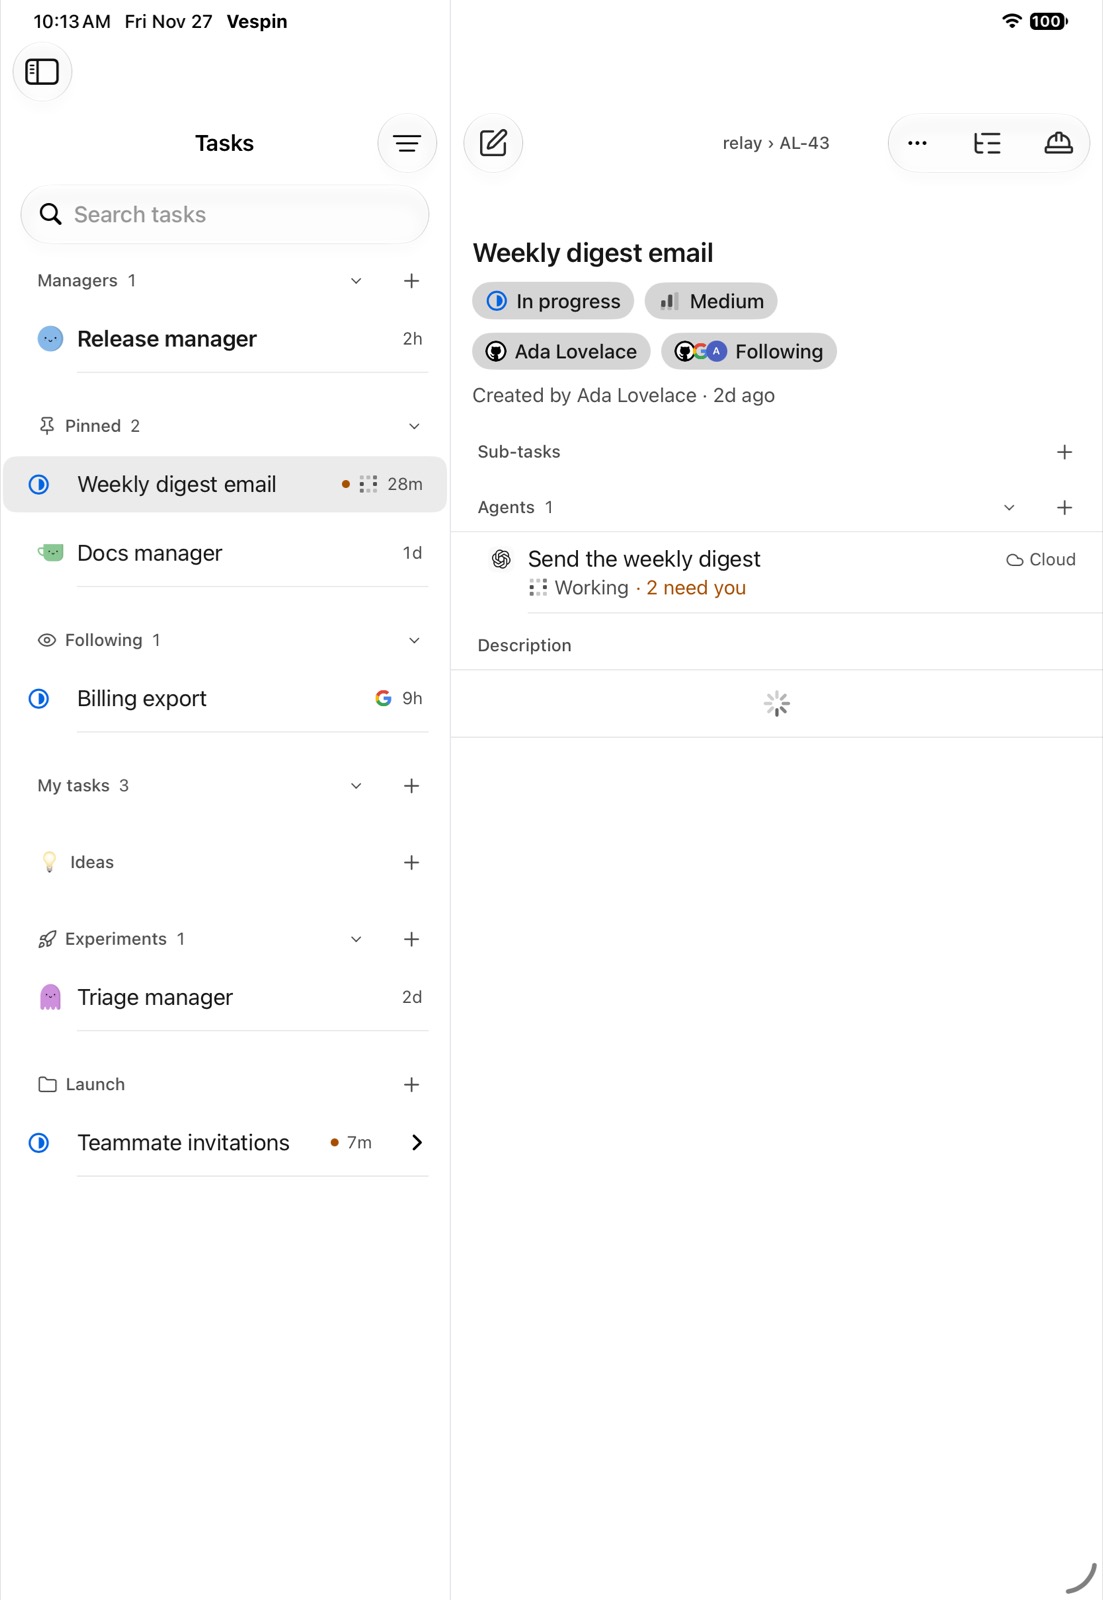 10:13 AM Fri Nov 27 Vespin
100
Tasks
Search tasks
Managers 1
Release manager 2h
Pinned 2
Weekly digest email 28m
Docs manager 1d
Following 1
Billing export 9h
My tasks 3
Ideas
Experiments 1
Triage manager 2d
Launch
Teammate invitations 7m
relay › AL-43
Weekly digest email
In progress Medium
Ada Lovelace A Following
Created by Ada Lovelace · 2d ago
Sub-tasks
Agents 1
Send the weekly digest Cloud
Working · 2 need you
Description